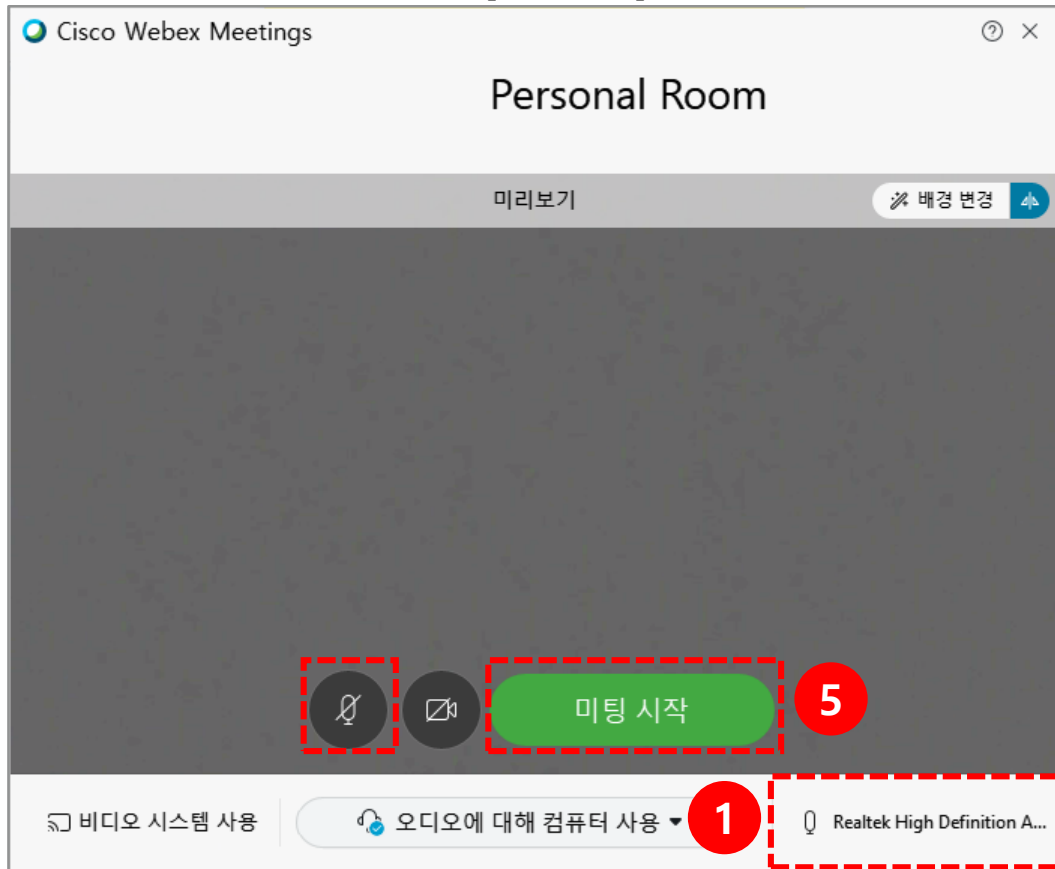 Cisco Webex Meetings
Personal Room
미리보기
배경 변경
미팅 시작
5
비디오 시스템 사용
오디오에 대해 컴퓨터 사용
1
Realtek High Definition A...